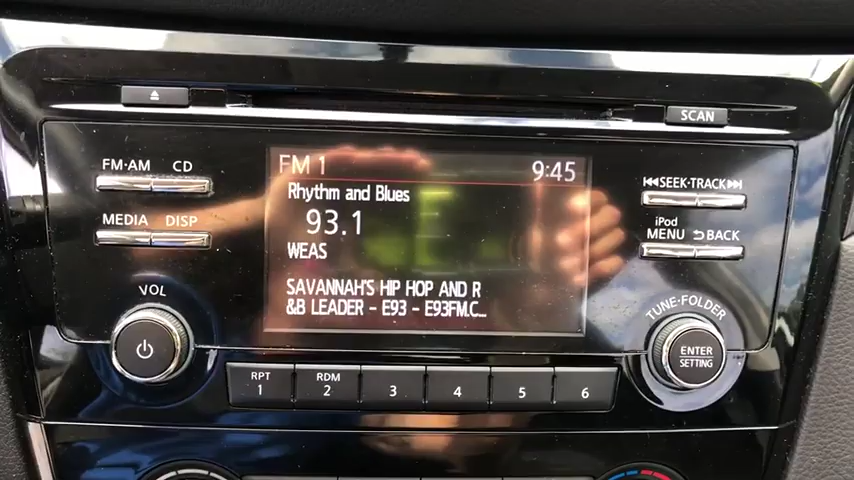 SCAN
FM·AM CD
FM 1 9:45
SEEK·TRACK
Rhythm and Blues
MEDIA DISP
93.1
iPod
MENU BACK
WEAS
VOL
SAVANNAH'S HIP HOP AND R
&B LEADER - E93 - E93FM.C...
TUNE·FOLDER
ENTER
SETTING
RPT RDM
1 2 3 4 5 6